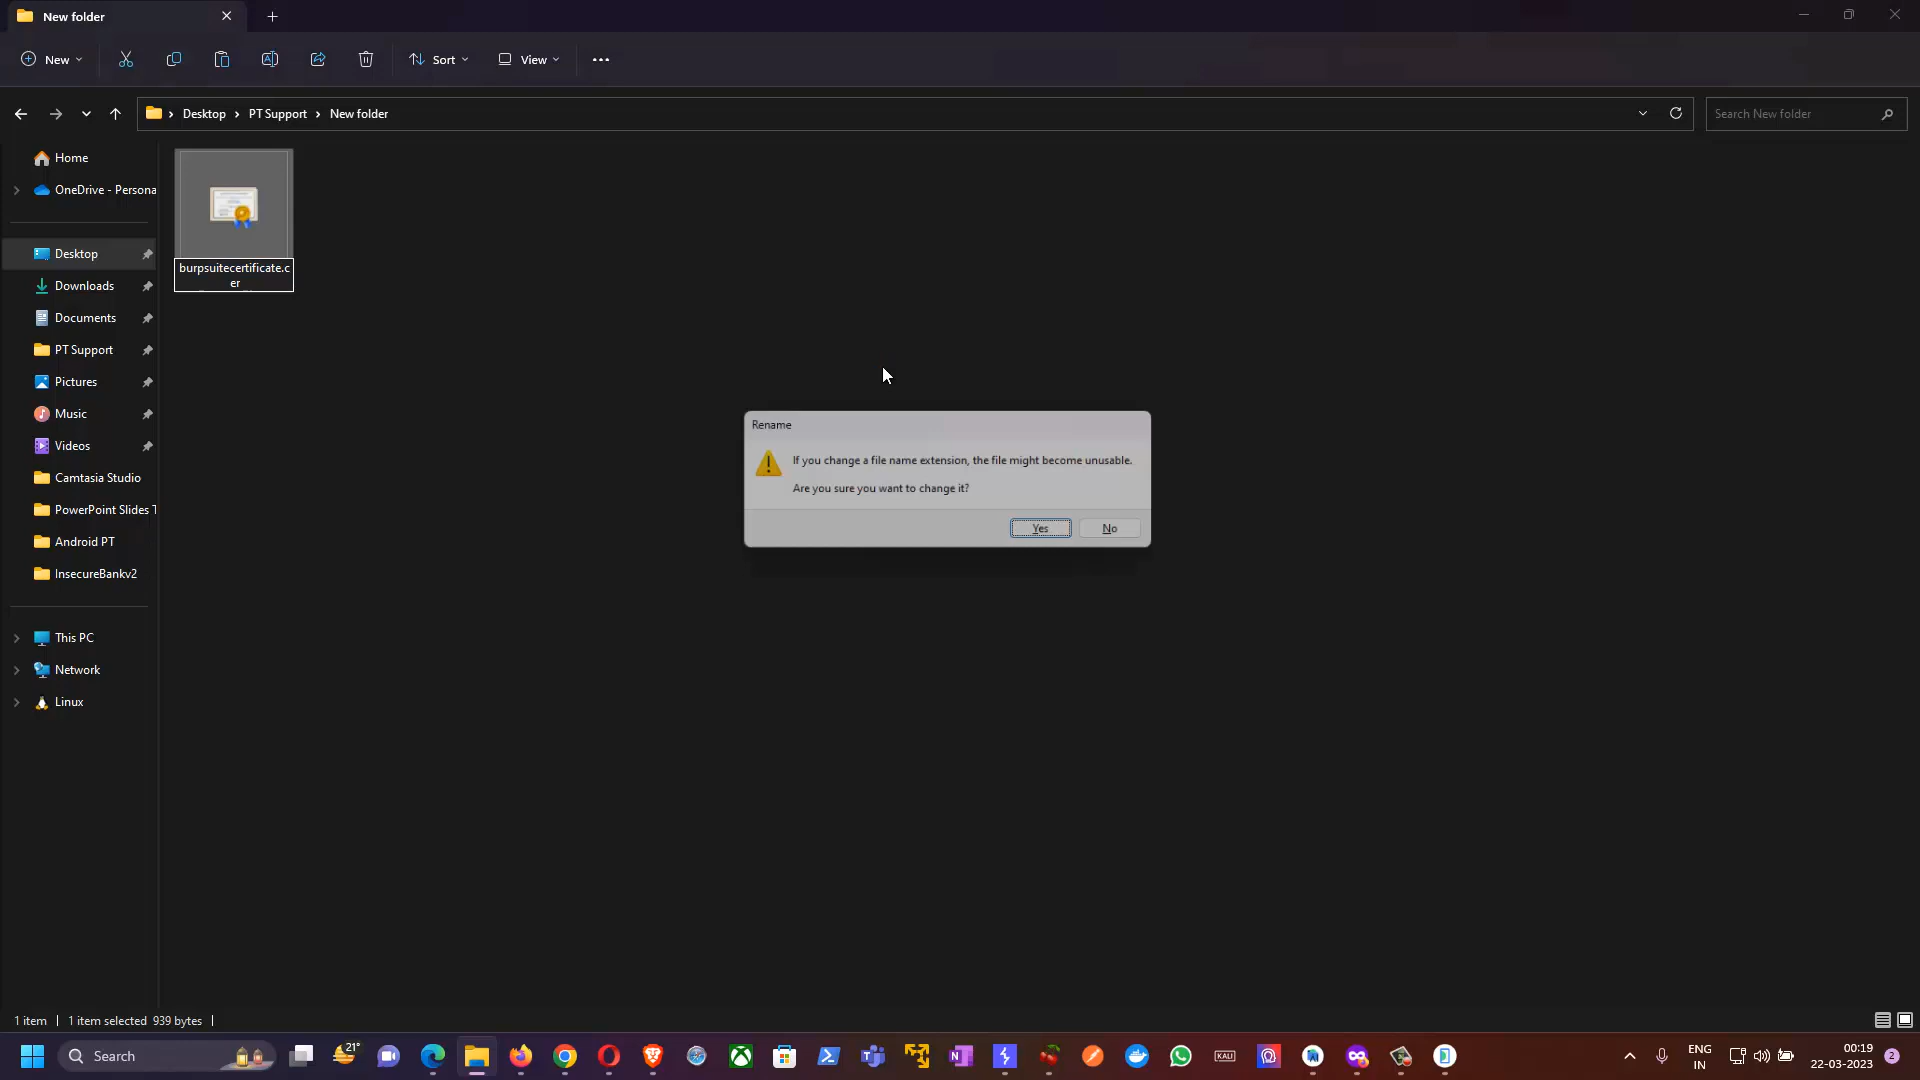 New folder
New
Sort
View
Desktop
PT Support
New folder
Search New folder
Home
OneDrive - Persona
Desktop
Downloads
Documents
PT Support
Pictures
Music
Videos
Camtasia Studio
PowerPoint Slides T
Android PT
InsecureBankv2
This PC
Network
Linux
burpsuitecertificate.c
er
Rename
If you change a file name extension, the file might become unusable.
Are you sure you want to change it?
Yes
No
1 item
1 item selected 939 bytes
Search
21°
KALI
ENG
IN
00:19
22-03-2023
2